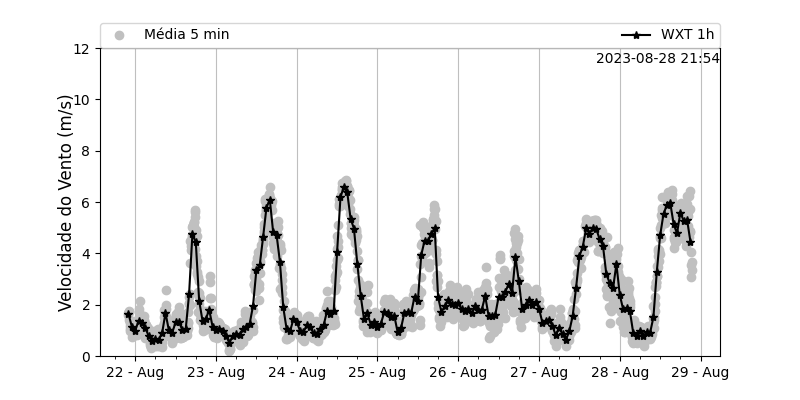 Média 5 min
WXT 1h
2023-08-28 21:54
Velocidade do Vento (m/s)
12
10
8
6
4
2
0
22 - Aug
23 - Aug
24 - Aug
25 - Aug
26 - Aug
27 - Aug
28 - Aug
29 - Aug